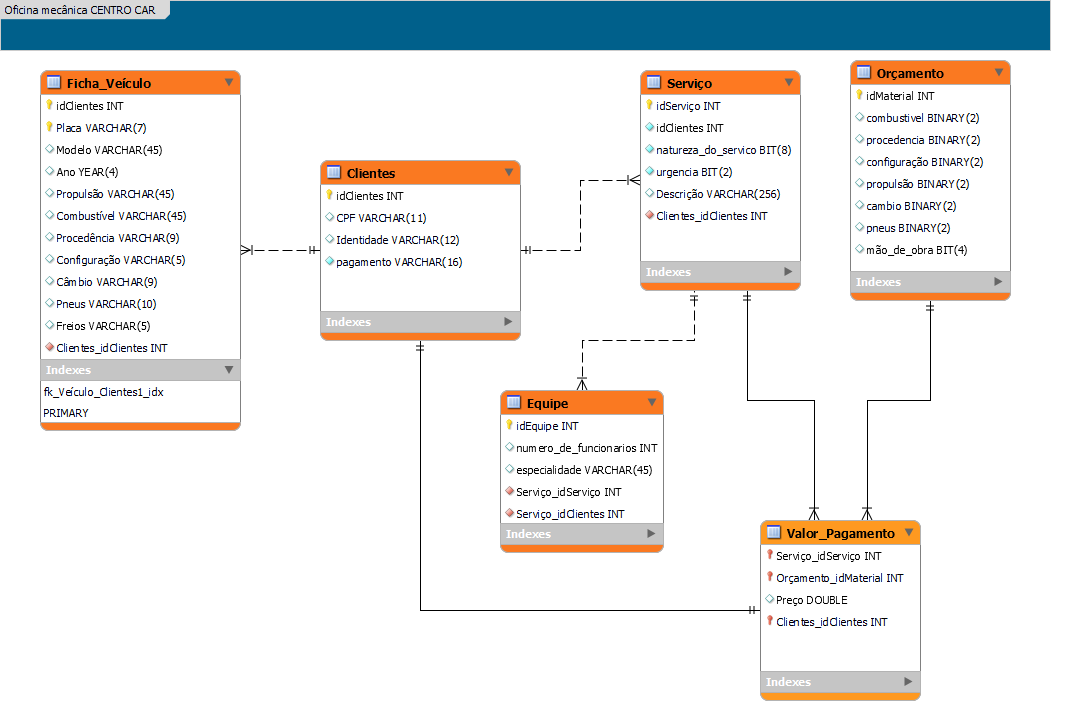 Oficina mecânica CENTRO CAR
Ficha_Veículo
idClientes INT
Placa VARCHAR(7)
Modelo VARCHAR(45)
Ano YEAR(4)
Propulsão VARCHAR(45)
Combustível VARCHAR(45)
Procedência VARCHAR(9)
Configuração VARCHAR(5)
Câmbio VARCHAR(9)
Pneus VARCHAR(10)
Freios VARCHAR(5)
Clientes_idClientes INT
Indexes
fk_Veículo_Clientes1_idx
PRIMARY
Clientes
idClientes INT
CPF VARCHAR(11)
Identidade VARCHAR(12)
pagamento VARCHAR(16)
Indexes
Serviço
idServiço INT
idClientes INT
natureza_do_servico BIT(8)
urgencia BIT(2)
Descrição VARCHAR(256)
Clientes_idClientes INT
Indexes
Orçamento
idMaterial INT
combustivel BINARY(2)
procedencia BINARY(2)
configuração BINARY(2)
propulsão BINARY(2)
cambio BINARY(2)
pneus BINARY(2)
mão_de_obra BIT(4)
Indexes
Equipe
idEquipe INT
numero_de_funcionarios INT
especialidade VARCHAR(45)
Serviço_idServiço INT
Serviço_idClientes INT
Indexes
Valor_Pagamento
Serviço_idServiço INT
Orçamento_idMaterial INT
Preço DOUBLE
Clientes_idClientes INT
Indexes